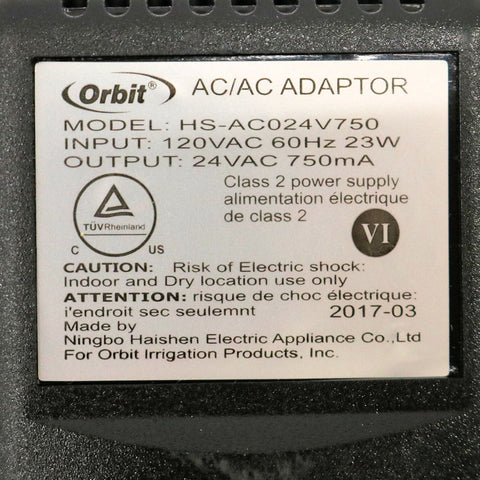 Orbit® AC/AC ADAPTOR
MODEL: HS-AC024V750
INPUT: 120VAC 60Hz 23W
OUTPUT: 24VAC 750mA
Class 2 power supply
alimentation électrique
de class 2
TÜVRheinland
C US
VI
CAUTION: Risk of Electric shock:
Indoor and Dry location use only
ATTENTION: risque de choc électrique:
i'endroit sec seulemnt 2017-03
Made by
Ningbo Haishen Electric Appliance Co.,Ltd
For Orbit Irrigation Products, Inc.